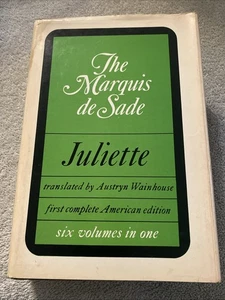 The
Marquis
de Sade
Juliette
translated by Austryn Wainhouse
first complete American edition
six volumes in one